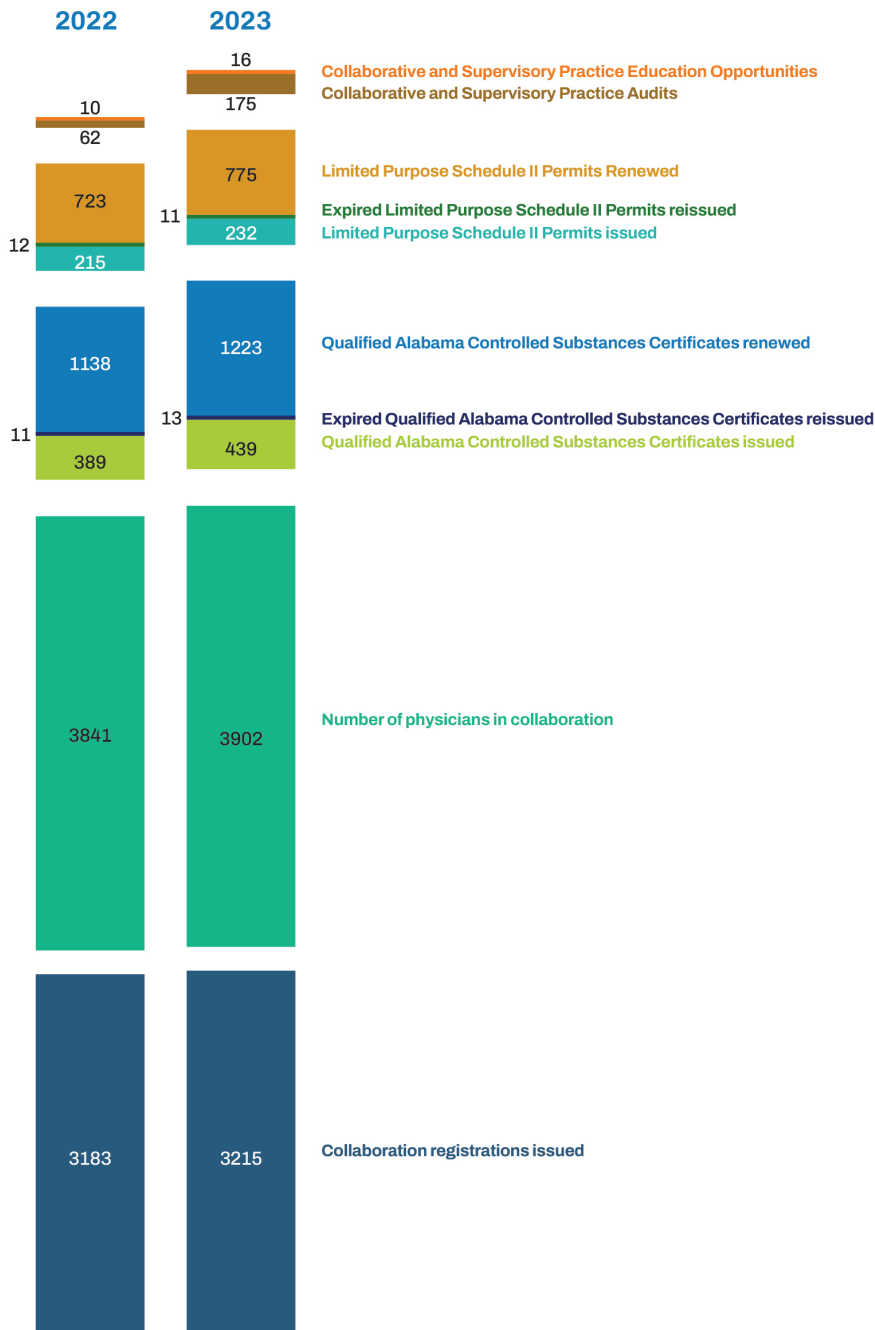 2022 2023
16
Collaborative and Supervisory Practice Education Opportunities
Collaborative and Supervisory Practice Audits
175
10
62
723
775
Limited Purpose Schedule II Permits Renewed
12
11
Expired Limited Purpose Schedule II Permits reissued
215
232
Limited Purpose Schedule II Permits issued
1138
1223
Qualified Alabama Controlled Substances Certificates renewed
11
13
Expired Qualified Alabama Controlled Substances Certificates reissued
389
439
Qualified Alabama Controlled Substances Certificates issued
3841
3902
Number of physicians in collaboration
3183
3215
Collaboration registrations issued